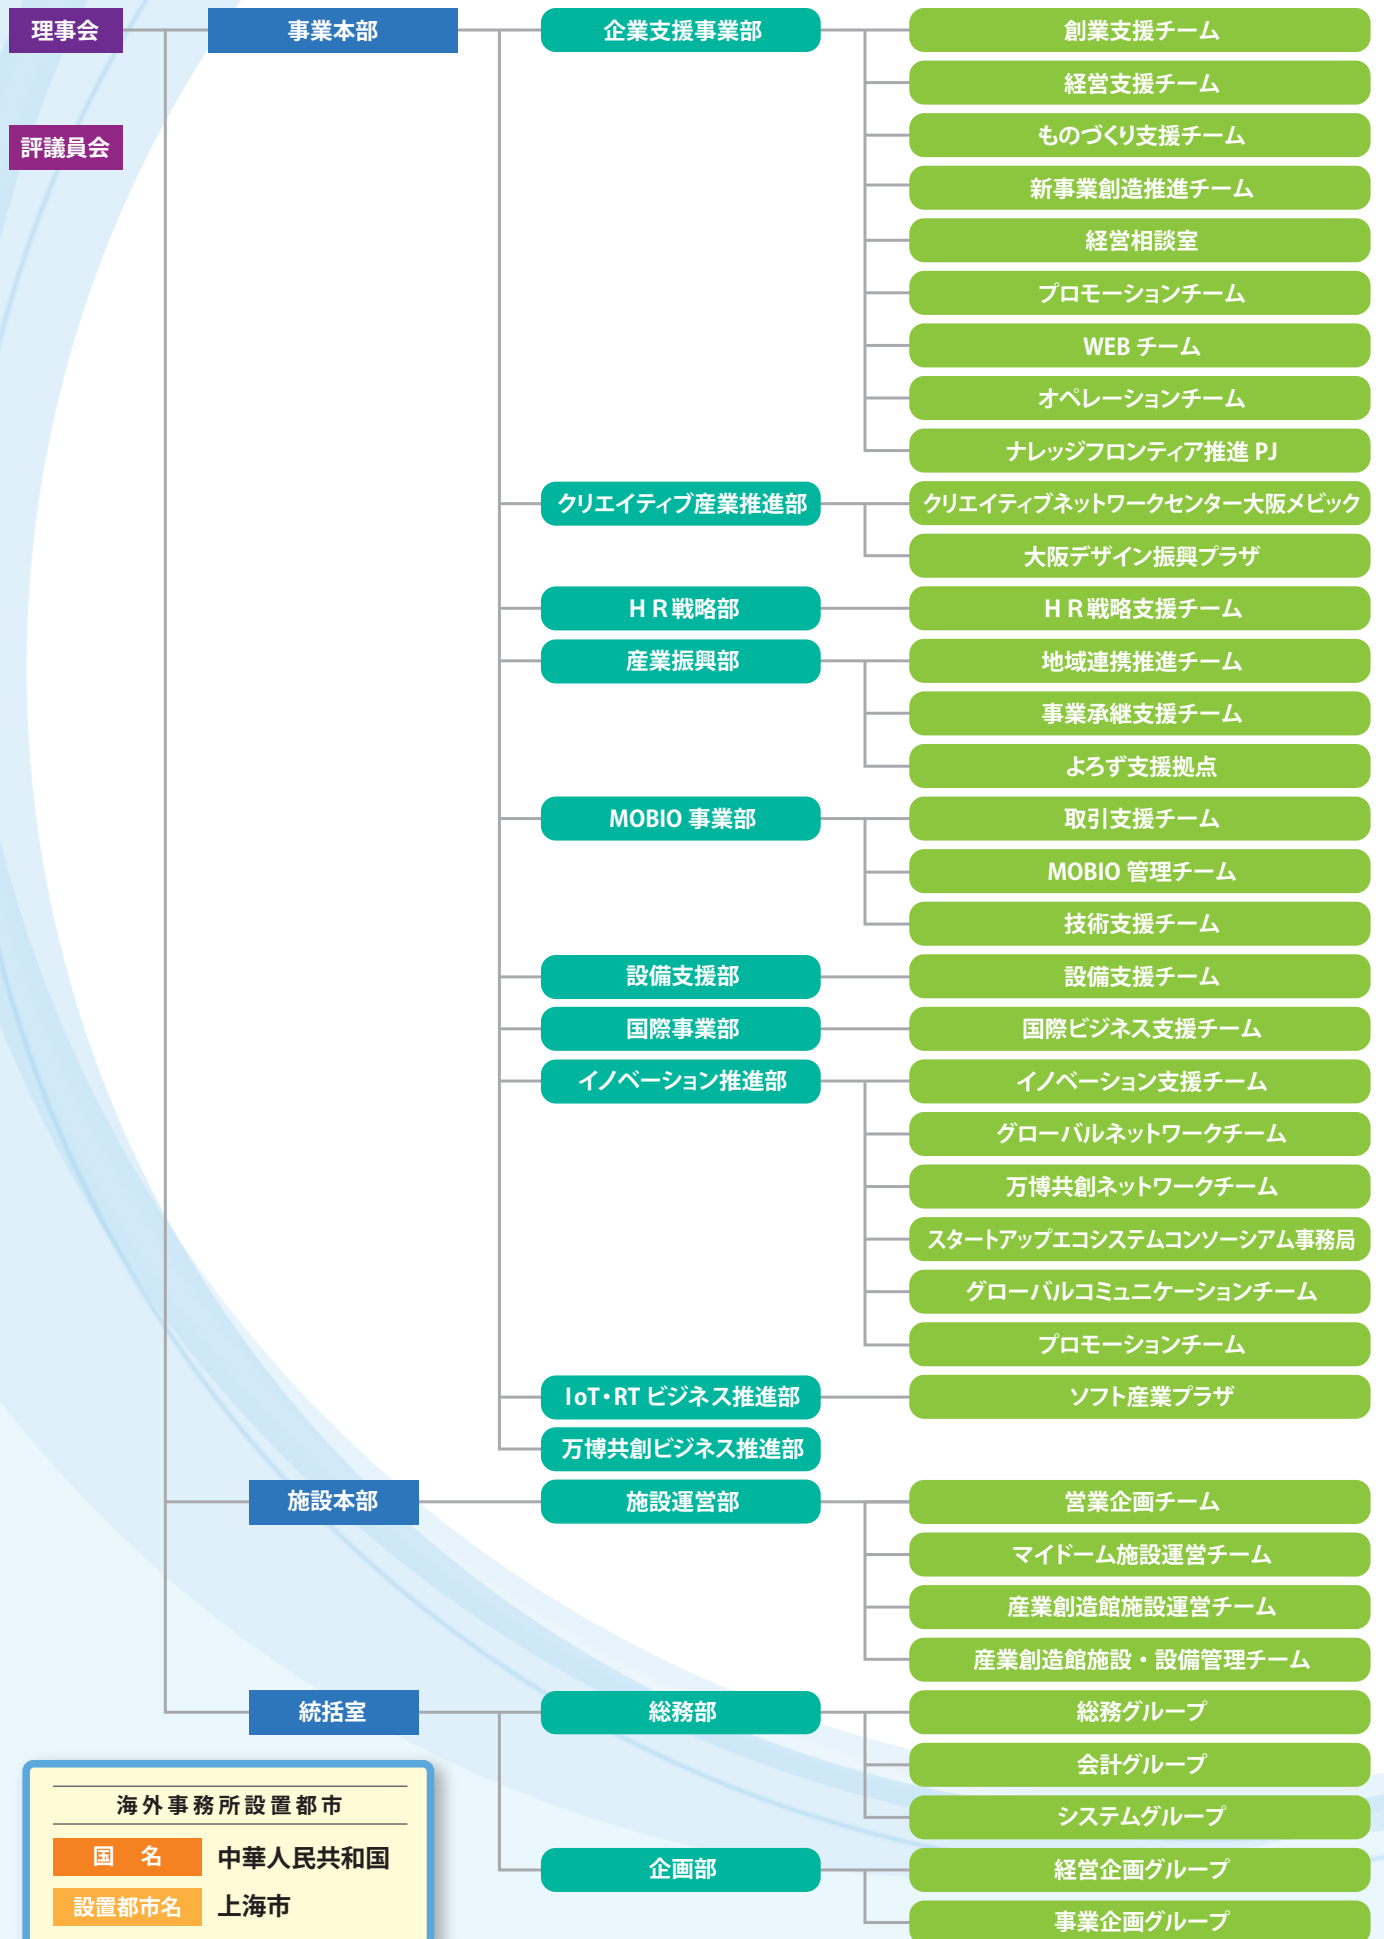 理事会
評議員会
事業本部
企業支援事業部
創業支援チーム
経営支援チーム
ものづくり支援チーム
新事業創造推進チーム
経営相談室
プロモーションチーム
WEB チーム
オペレーションチーム
ナレッジフロンティア推進 PJ
クリエイティブ産業推進部
クリエイティブネットワークセンター大阪メビック
大阪デザイン振興プラザ
HR戦略部
HR戦略支援チーム
産業振興部
地域連携推進チーム
事業承継支援チーム
よろず支援拠点
MOBIO 事業部
取引支援チーム
MOBIO 管理チーム
技術支援チーム
設備支援部
設備支援チーム
国際事業部
国際ビジネス支援チーム
イノベーション推進部
イノベーション支援チーム
グローバルネットワークチーム
万博共創ネットワークチーム
スタートアップエコシステムコンソーシアム事務局
グローバルコミュニケーションチーム
プロモーションチーム
IoT・RT ビジネス推進部
ソフト産業プラザ
万博共創ビジネス推進部
施設本部
施設運営部
営業企画チーム
マイドーム施設運営チーム
産業創造館施設運営チーム
産業創造館施設・設備管理チーム
統括室
総務部
総務グループ
会計グループ
システムグループ
企画部
経営企画グループ
事業企画グループ
海外事務所設置都市
国 名 中華人民共和国
設置都市名 上海市